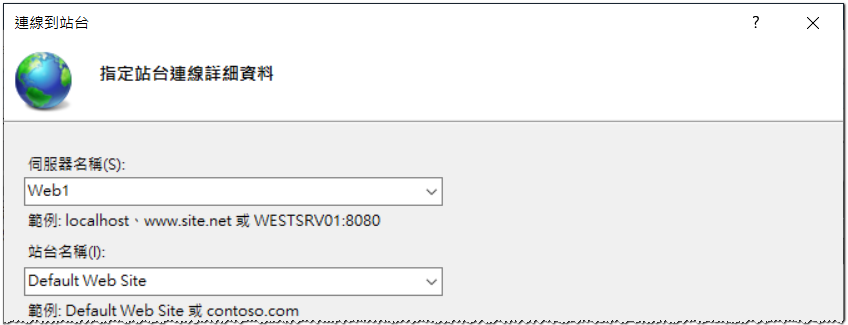 連線到站台
?
指定站台連線詳細資料
伺服器名稱(S):
Web1
範例: localhost、www.site.net 或 WESTSRV01:8080
站台名稱(I):
Default Web Site
範例: Default Web Site 或 contoso.com